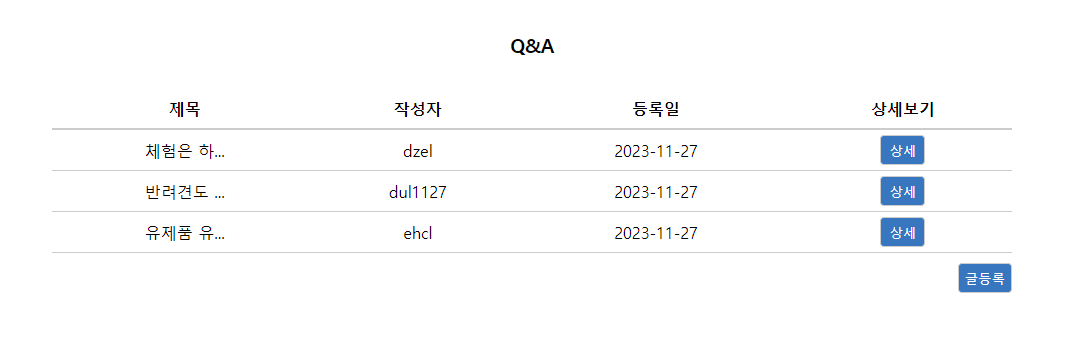 Q&A
제목 작성자 등록일 상세보기
체험은 하... dzel 2023-11-27 상세
반려견도 ... dul1127 2023-11-27 상세
유제품 유... ehcl 2023-11-27 상세
글등록